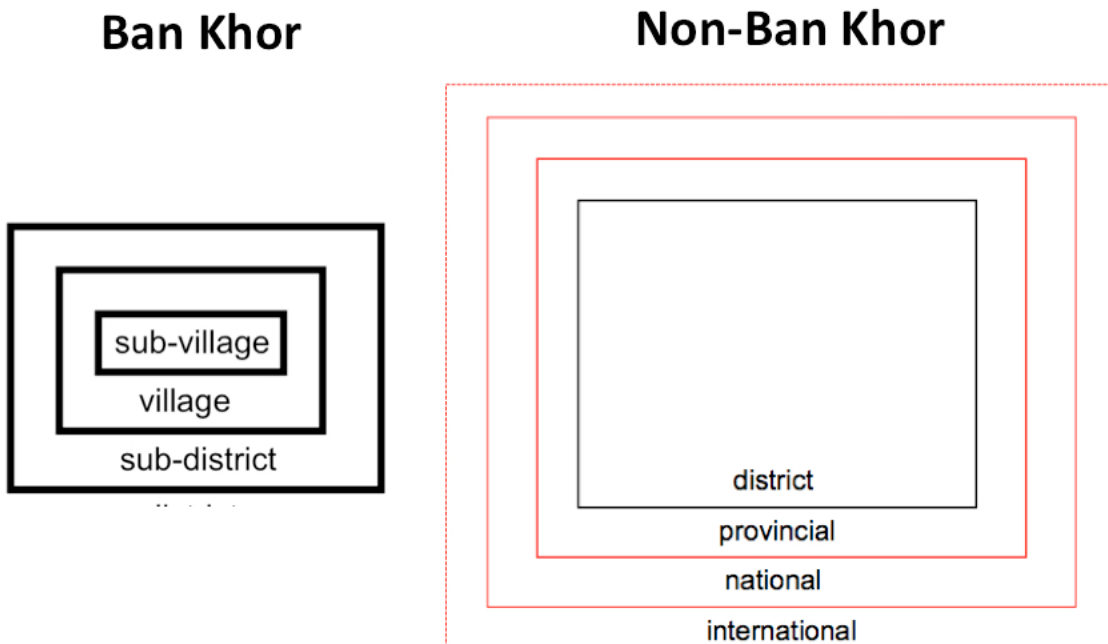 Ban Khor
sub-village
village
sub-district
Non-Ban Khor
district
provincial
national
international